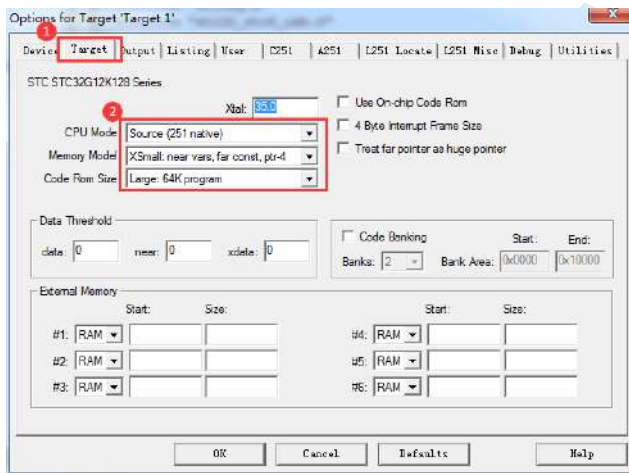 Options for Target 'Target 1'
1
Device Target Output Listing User C251 A251 L251 Locate L251 Misc Debug Utilities
STC STC32G12K128 Series
Xtal: 35.0
2
CPU Mode Source (251 native)
Memory Model XSmall: near vars, far const, ptr-4
Code Rom Size Large: 64K program
Use On-chip Code Rom
4 Byte Interrupt Frame Size
Treat far pointer as huge pointer
Data Threshold
data: 0 near: 0 xdata: 0
Code Banking Start: End:
Banks: 2 Bank Area: 0x0000 0x10000
External Memory
Start: Size: Start: Size:
#1: RAM #4: RAM
#2: RAM #5: RAM
#3: RAM #6: RAM
OK Cancel Defaults Help